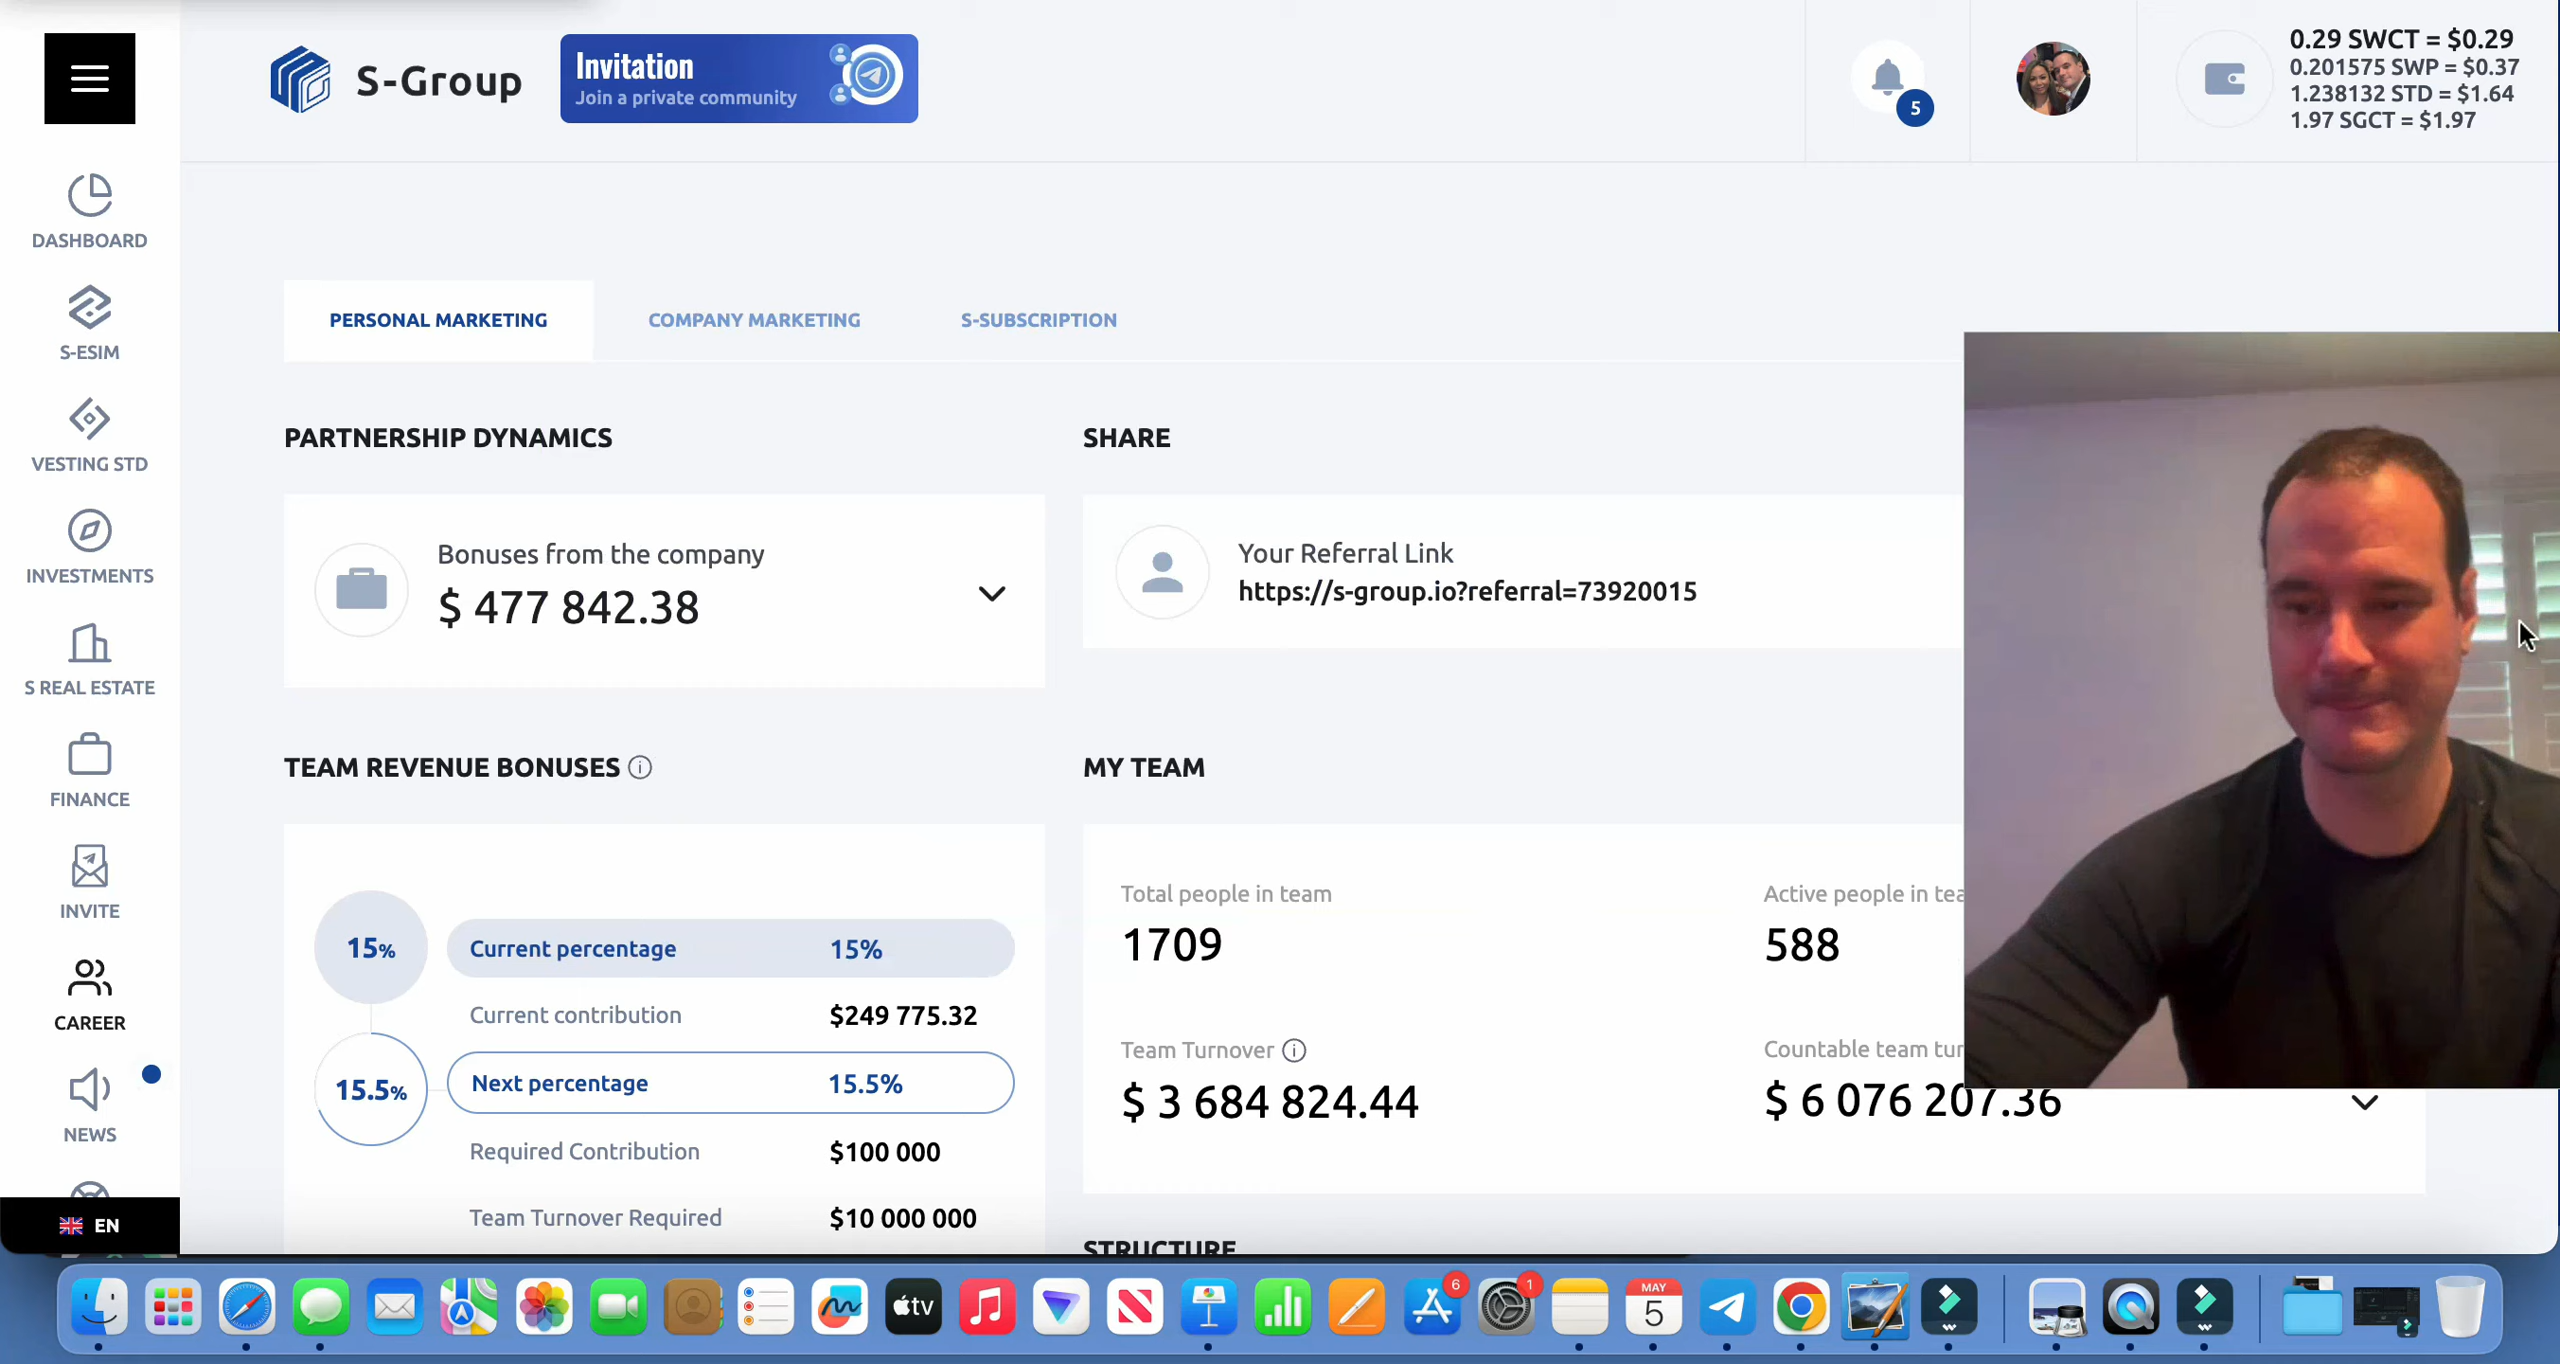 S-Group
Invitation
Join a private community
5
0.29 SWCT = $0.29
0.201575 SWP = $0.37
1.238132 STD = $1.64
1.97 SGCT = $1.97
DASHBOARD
S-ESIM
VESTING STD
INVESTMENTS
S REAL ESTATE
FINANCE
INVITE
CAREER
NEWS
EN
PERSONAL MARKETING
COMPANY MARKETING
S-SUBSCRIPTION
PARTNERSHIP DYNAMICS
Bonuses from the company
$ 477 842.38
SHARE
Your Referral Link
https://s-group.io?referral=73920015
TEAM REVENUE BONUSES
15%
Current percentage 15%
Current contribution $249 775.32
15.5%
Next percentage 15.5%
Required Contribution $100 000
Team Turnover Required $10 000 000
MY TEAM
Total people in team
1709
Active people in tea
588
Team Turnover
$ 3 684 824.44
Countable team tur
$ 6 076 207.36
STRUCTURE
tv
6
1
MAY
5